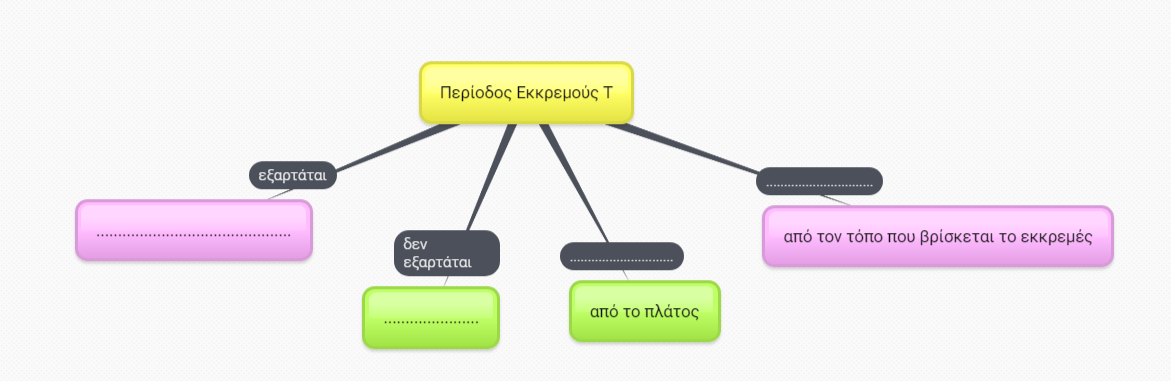 Περίοδος Εκκρεμούς Τ
εξαρτάται
..............................
από τον τόπο που βρίσκεται το εκκρεμές
..............................................
δεν
εξαρτάται
.............................
από το πλάτος
......................